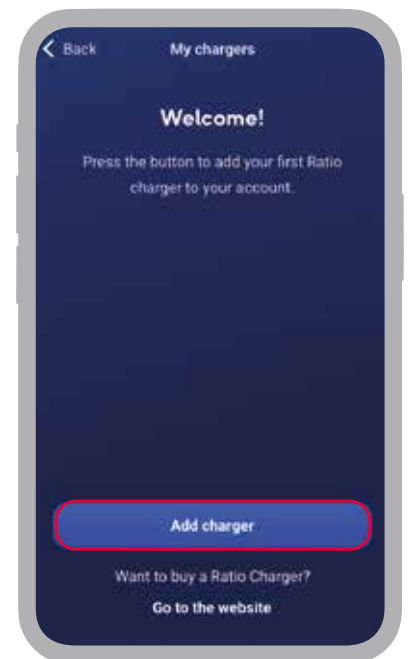 Back
My chargers
Welcome!
Press the button to add your first Ratio
charger to your account.
Add charger
Want to buy a Ratio Charger?
Go to the website